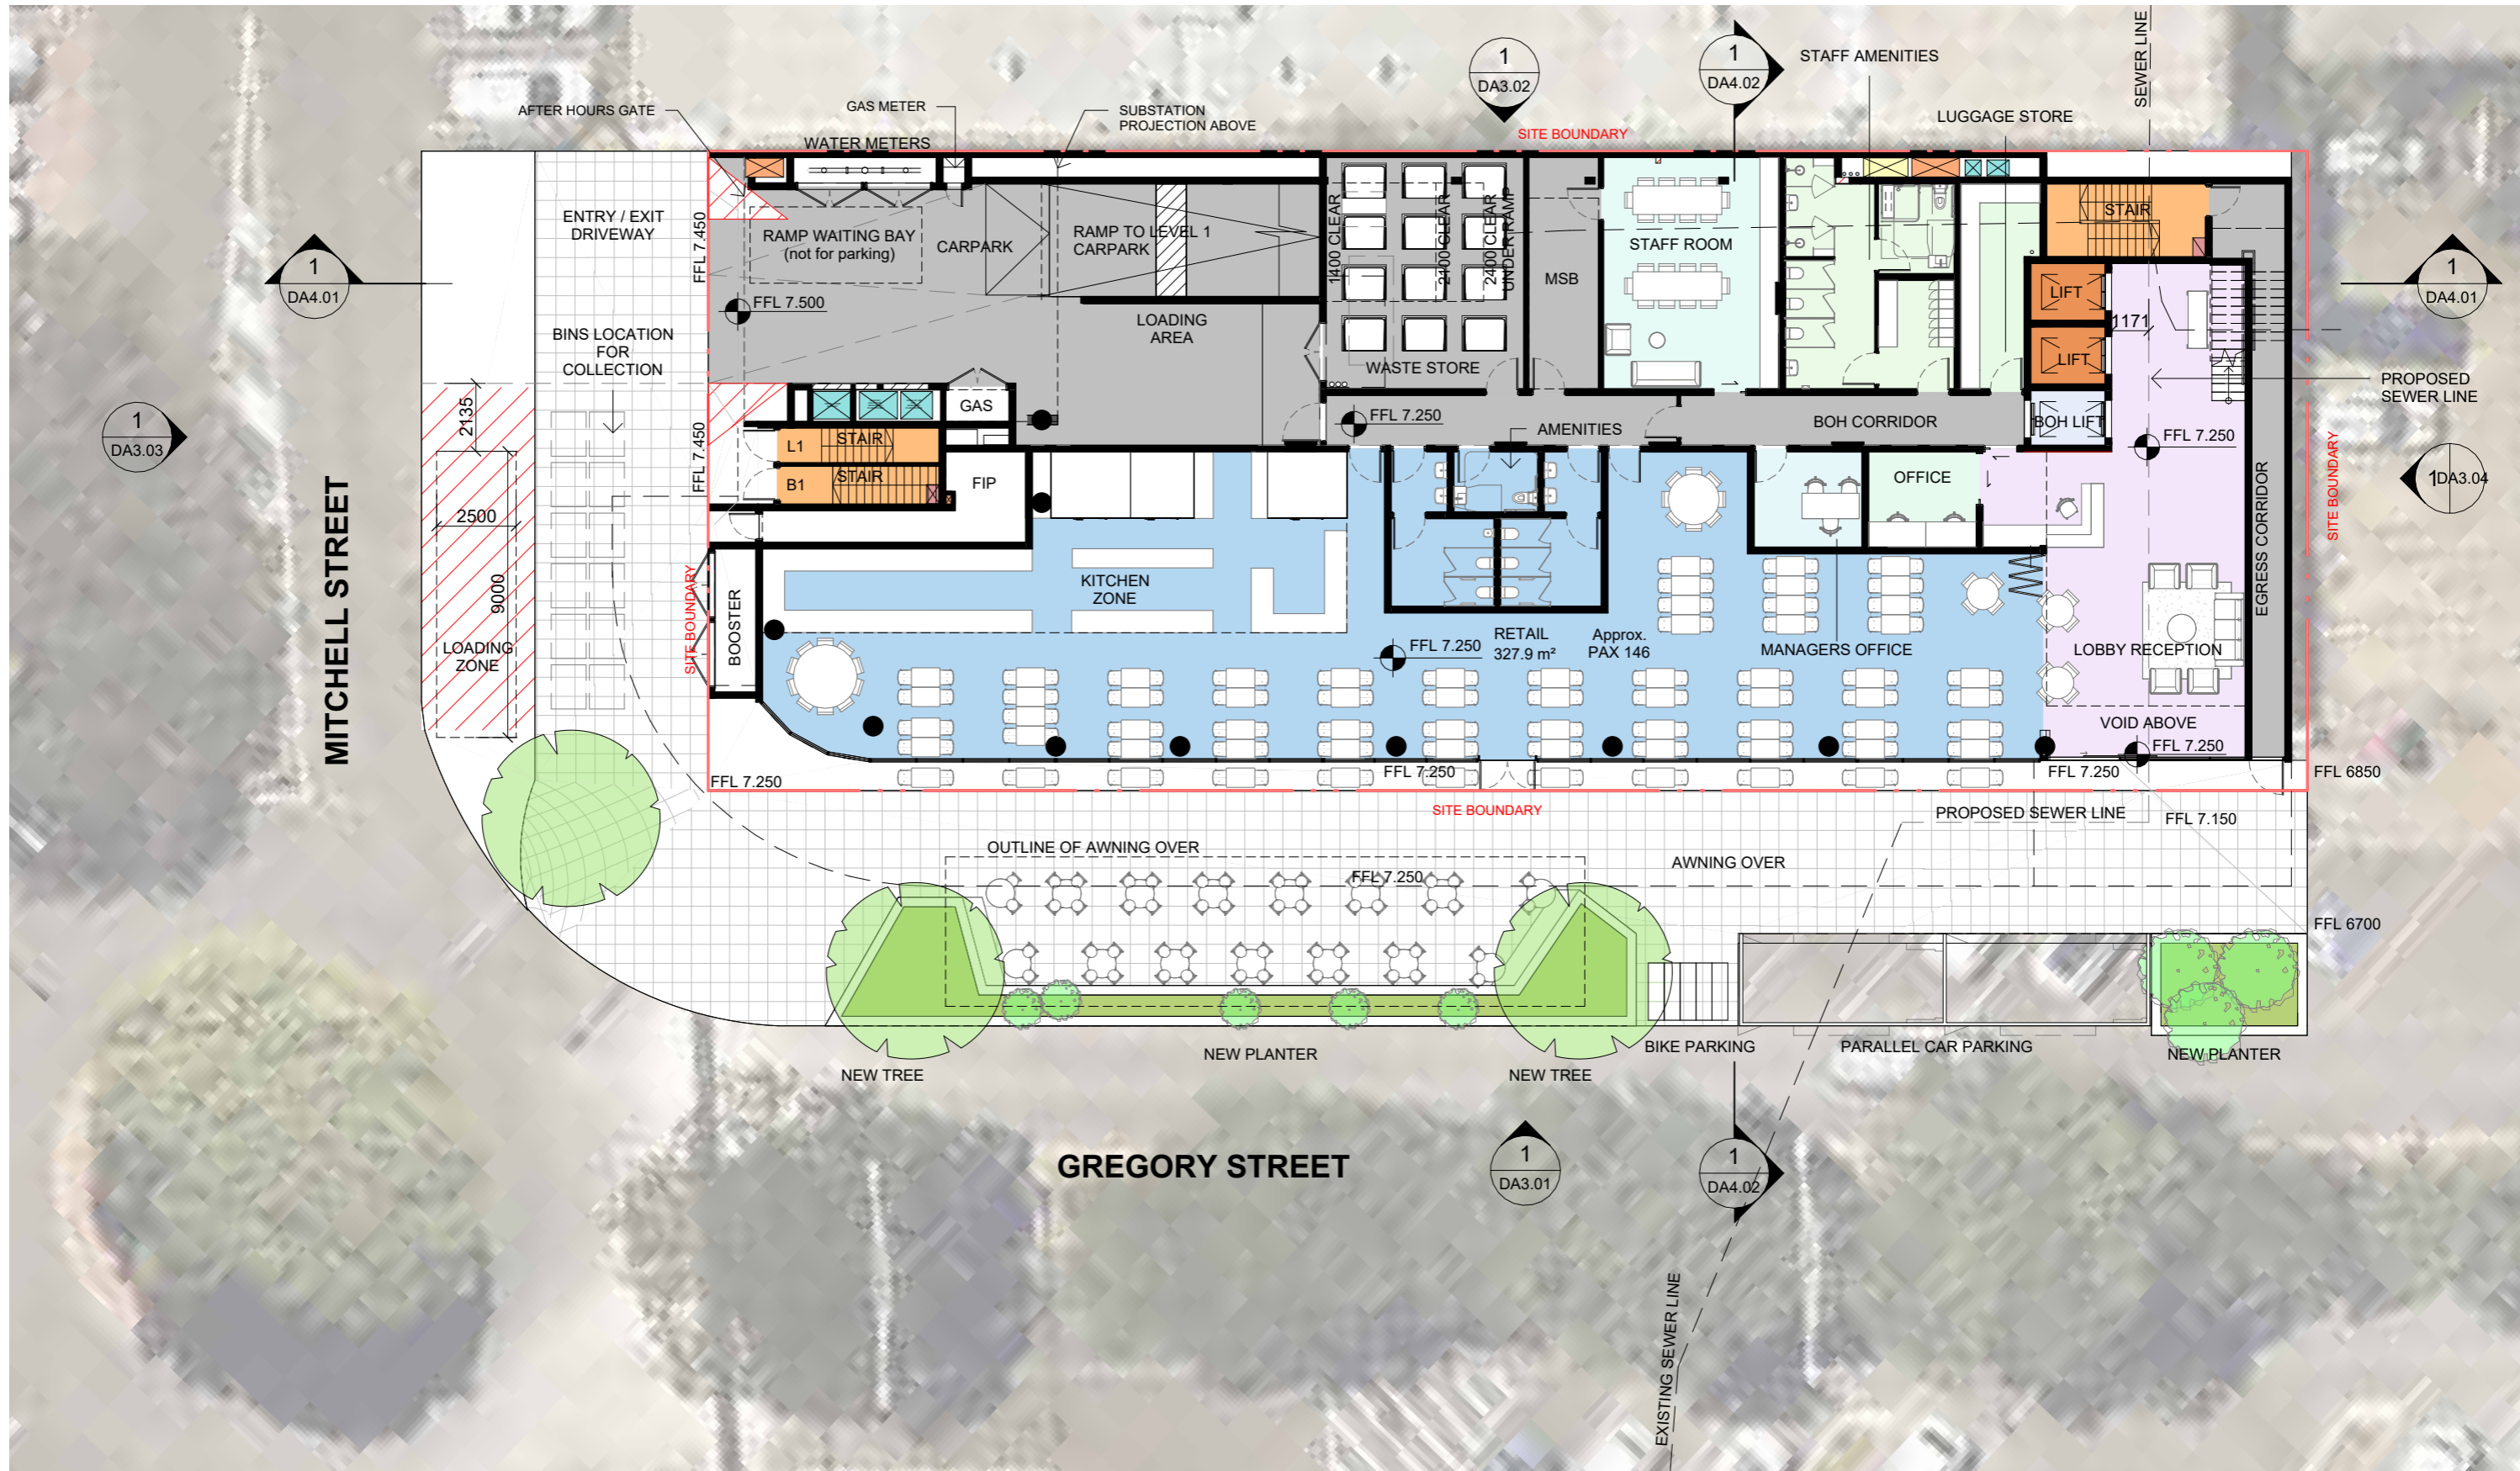 SEWER LINE
1
DA3.02
1
DA4.02
STAFF AMENITIES
AFTER HOURS GATE
GAS METER
SUBSTATION
PROJECTION ABOVE
LUGGAGE STORE
WATER METERS
SITE BOUNDARY
ENTRY / EXIT
DRIVEWAY
FFL 7.450
RAMP WAITING BAY
(not for parking)
CARPARK
RAMP TO LEVEL 1
CARPARK
1400 CLEAR
2100 CLEAR
2400 CLEAR
UNDER RAMP
MSB
STAFF ROOM
STAIR
1
DA4.01
1
DA4.01
LIFT
1171
LIFT
FFL 7.500
LOADING
AREA
BINS LOCATION
FOR
COLLECTION
WASTE STORE
PROPOSED
SEWER LINE
1
DA3.03
2135
GAS
FFL 7.250
BOH CORRIDOR
BOH LIFT
FFL 7.250
AMENITIES
L1
STAIR
FFL 7.450
B1
STAIR
FIP
OFFICE
EGRESS CORRIDOR
SITE BOUNDARY
1
DA3.04
MITCHELL STREET
2500
9000
LOADING
ZONE
SITE BOUNDARY
BOOSTER
KITCHEN
ZONE
FFL 7.250
RETAIL
327.9 m²
Approx.
PAX 146
MANAGERS OFFICE
LOBBY RECEPTION
VOID ABOVE
FFL 7.250
FFL 7.250
FFL 7.250
FFL 7.250
FFL 6850
SITE BOUNDARY
PROPOSED SEWER LINE
FFL 7.150
OUTLINE OF AWNING OVER
AWNING OVER
FFL 7.250
FFL 6700
NEW TREE
NEW PLANTER
NEW TREE
BIKE PARKING
PARALLEL CAR PARKING
NEW PLANTER
GREGORY STREET
1
DA3.01
1
DA4.02
EXISTING SEWER LINE